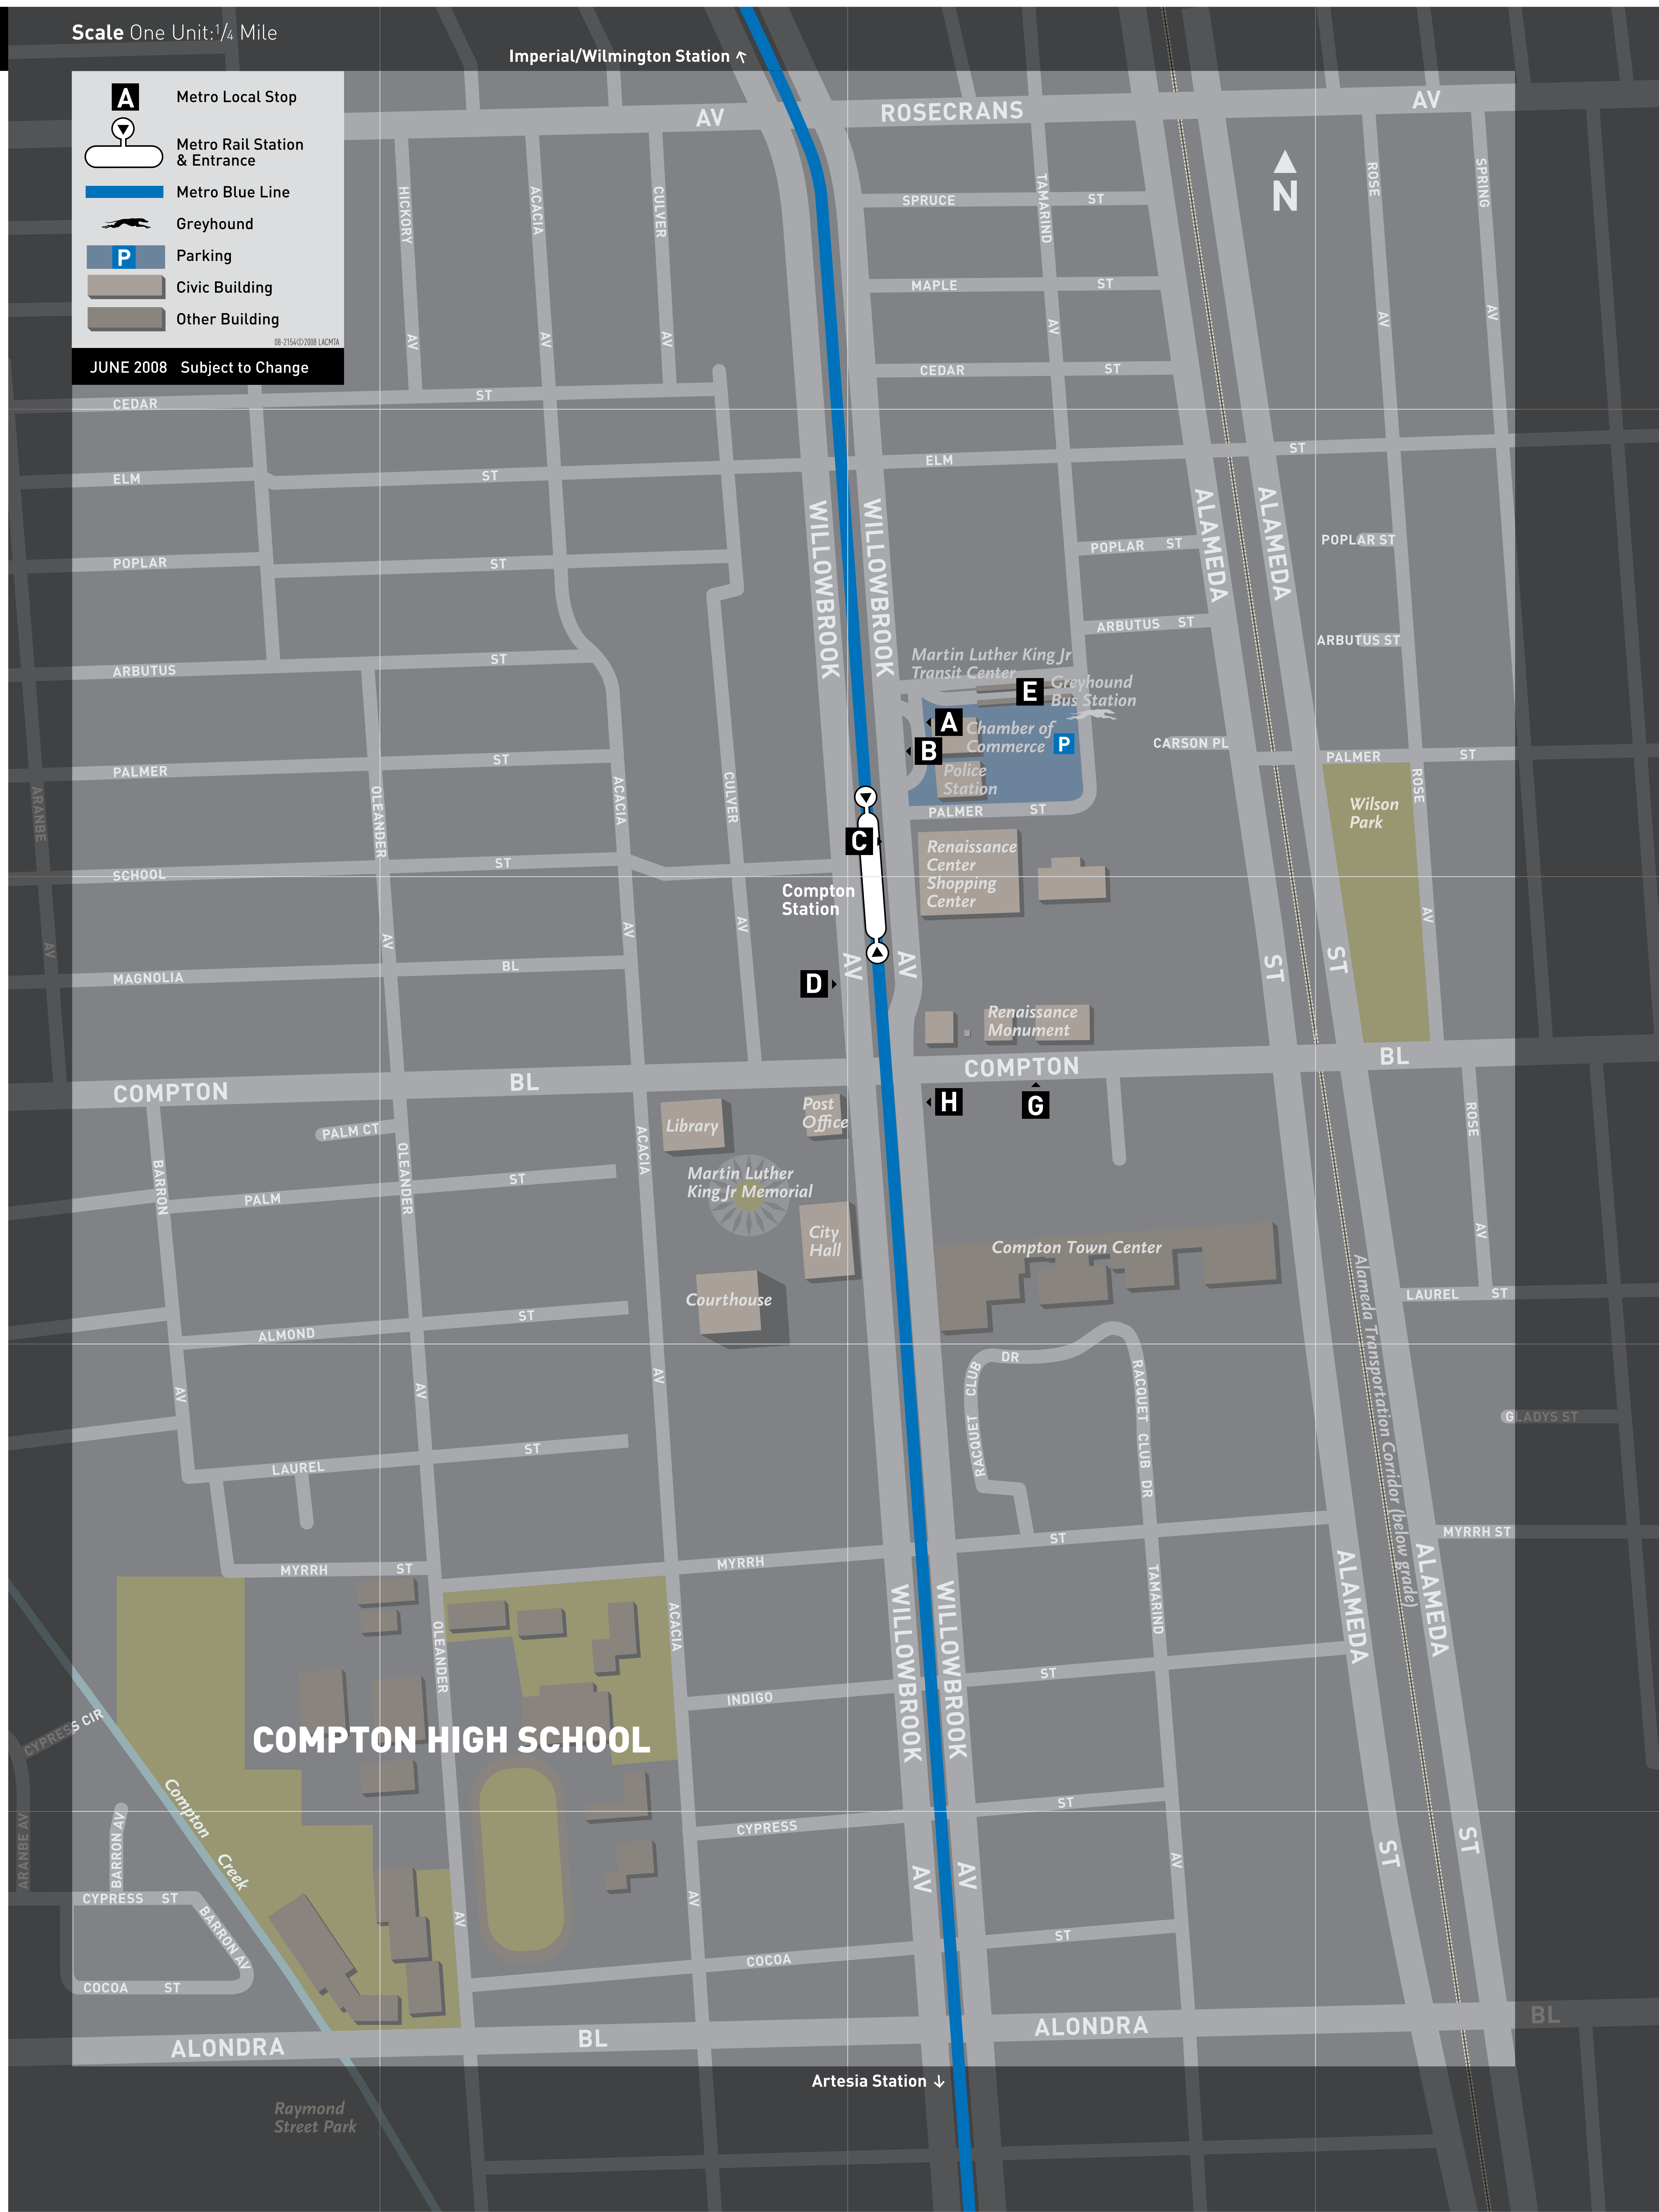 Scale One Unit:1/4 Mile
Imperial/Wilmington Station ↑
A Metro Local Stop
Metro Rail Station
& Entrance
Metro Blue Line
Greyhound
P Parking
Civic Building
Other Building
08-2154©2008 LACMTA
JUNE 2008 Subject to Change
N
AV ROSECRANS AV
HICKORY AV
ACACIA AV
CULVER AV
TAMARIND AV
ROSE AV
SPRING AV
SPRUCE ST
MAPLE ST
CEDAR ST
CEDAR ST
ELM ST
ELM ST
POPLAR ST
POPLAR ST
POPLAR ST
WILLOWBROOK AV
WILLOWBROOK AV
ALAMEDA ST
ALAMEDA ST
ARBUTUS ST
ARBUTUS ST
ARBUTUS ST
Martin Luther King Jr
Transit Center
E
Greyhound
Bus Station
A
Chamber of
Commerce
P
B
Police
Station
CARSON PL
PALMER ST
PALMER ST
PALMER ST
ARANBE AV
OLEANDER AV
ACACIA AV
CULVER AV
ROSE AV
Wilson
Park
C
Renaissance
Center
Shopping
Center
SCHOOL ST
Compton
Station
MAGNOLIA BL
D
Renaissance
Monument
COMPTON BL
COMPTON BL
H
G
PALM CT
Library
Post
Office
BARRON AV
OLEANDER AV
ACACIA AV
ROSE AV
PALM ST
Martin Luther
King Jr Memorial
City
Hall
Compton Town Center
Courthouse
ALMOND ST
LAUREL ST
Alameda Transportation Corridor (below grade)
RACQUET CLUB DR
RACQUET CLUB DR
GLADYS ST
LAUREL ST
MYRRH ST
MYRRH ST
MYRRH ST
OLEANDER AV
ACACIA AV
WILLOWBROOK AV
WILLOWBROOK AV
TAMARIND AV
ALAMEDA ST
ALAMEDA ST
INDIGO ST
CYPRESS CIR
COMPTON HIGH SCHOOL
Compton Creek
ARANBE AV
BARRON AV
CYPRESS ST
CYPRESS ST
BARRON AV
COCOA ST
COCOA ST
ALONDRA BL
ALONDRA BL
Artesia Station ↓
Raymond
Street Park